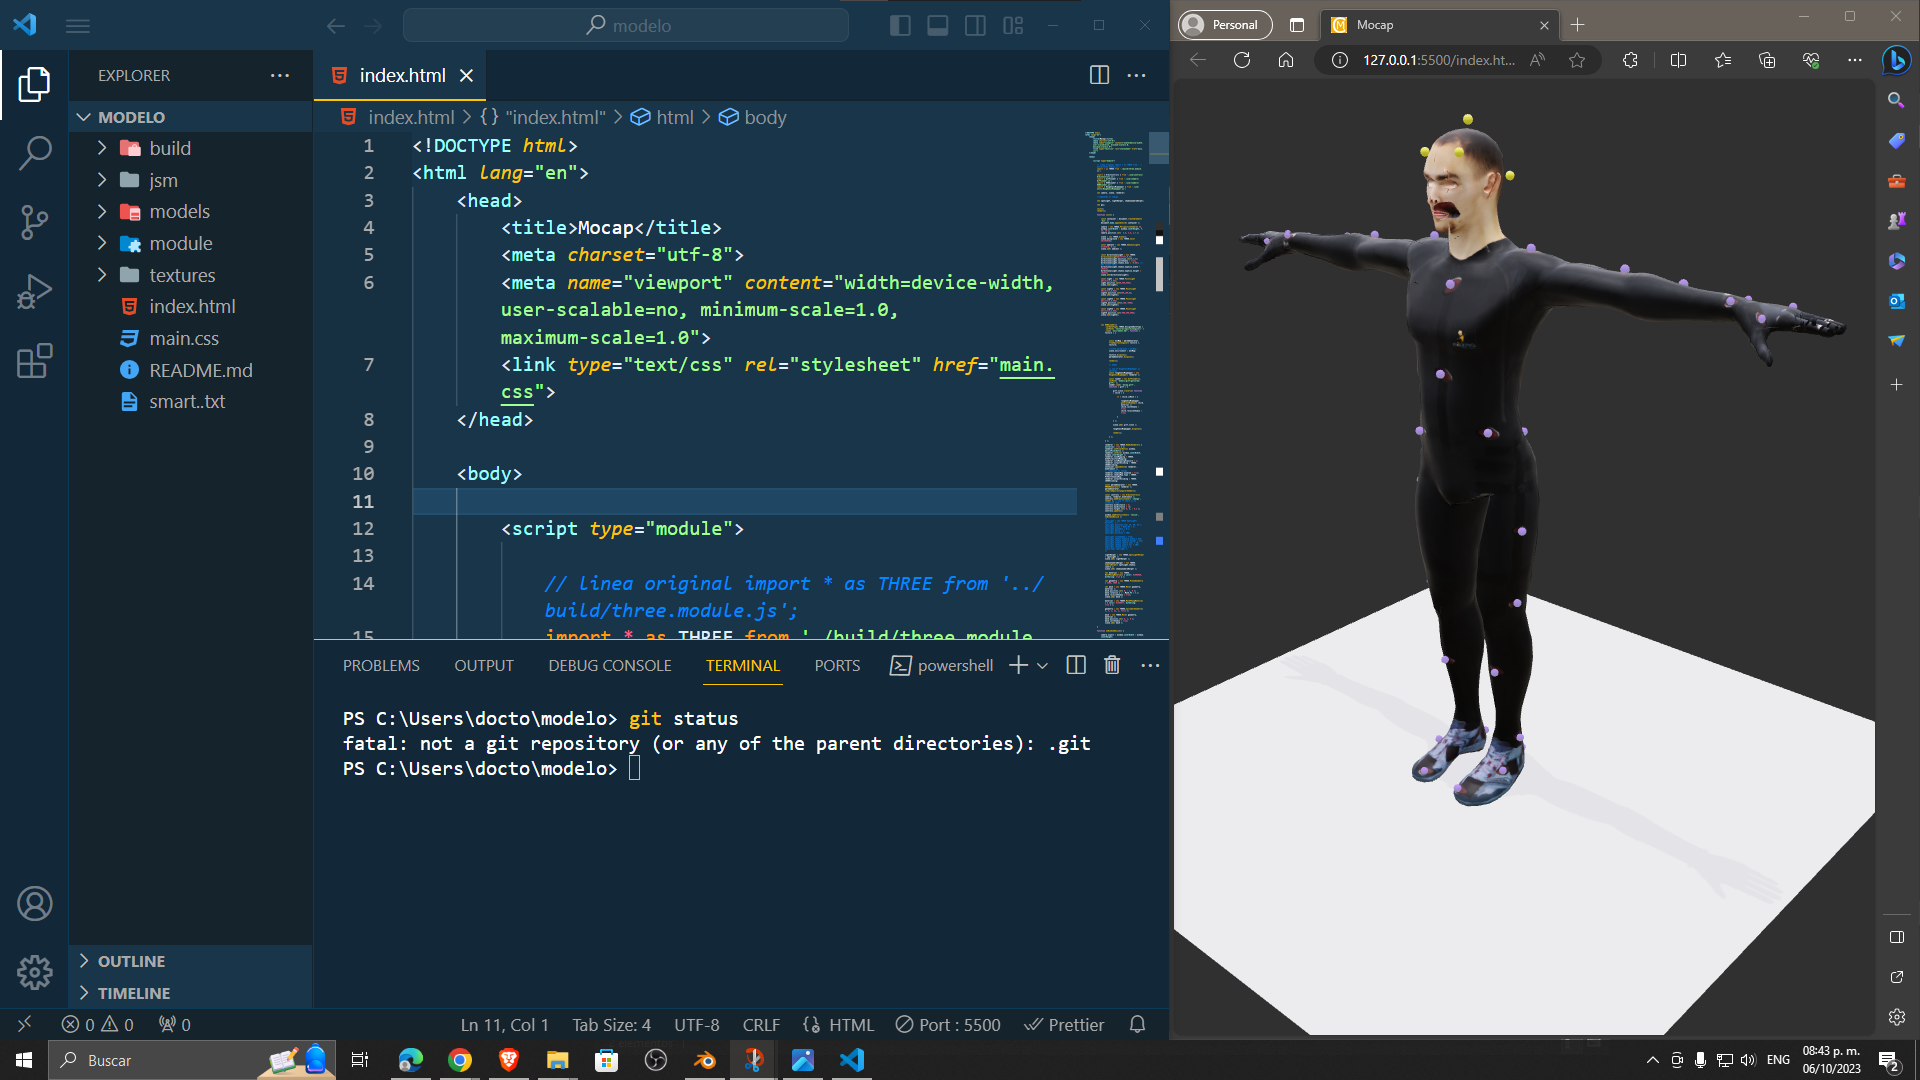 modelo
EXPLORER
MODELO
build
jsm
models
module
textures
index.html
main.css
README.md
smart..txt
OUTLINE
TIMELINE
index.html
index.html > {} "index.html" > html > body
1 <!DOCTYPE html>
2 <html lang="en">
3 <head>
4 <title>Mocap</title>
5 <meta charset="utf-8">
6 <meta name="viewport" content="width=device-width,
user-scalable=no, minimum-scale=1.0,
maximum-scale=1.0">
7 <link type="text/css" rel="stylesheet" href="main.
css">
8 </head>
9
10 <body>
11
12 <script type="module">
13
14 // linea original import * as THREE from '../
build/three.module.js';
15 import * as THREE from './build/three.module
PROBLEMS OUTPUT DEBUG CONSOLE TERMINAL PORTS powershell
PS C:\Users\docto\modelo> git status
fatal: not a git repository (or any of the parent directories): .git
PS C:\Users\docto\modelo>
0 0 0 Ln 11, Col 1 Tab Size: 4 UTF-8 CRLF HTML Port : 5500 Prettier
Personal
Mocap
127.0.0.1:5500/index.ht...
Buscar
ENG
08:43 p. m.
06/10/2023
2